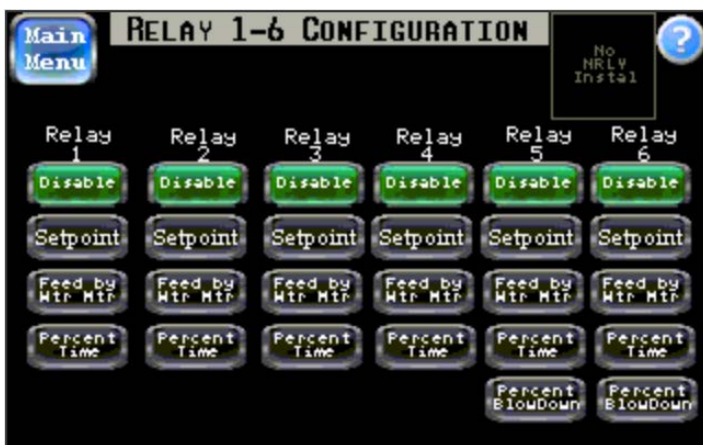 Main
Menu
RELAY 1-6 CONFIGURATION
No
NRLY
Instal
?
Relay Relay Relay Relay Relay Relay
1 2 3 4 5 6
Disable Disable Disable Disable Disable Disable
Setpoint Setpoint Setpoint Setpoint Setpoint Setpoint
Feed by Feed by Feed by Feed by Feed by Feed by
Wtr Mtr Wtr Mtr Wtr Mtr Wtr Mtr Wtr Mtr Wtr Mtr
Percent Percent Percent Percent Percent Percent
Time Time Time Time Time Time
Percent Percent
BlowDown BlowDown